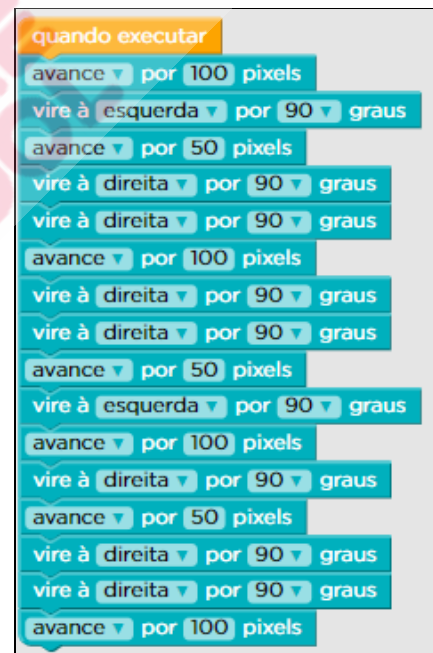 quando executar
avance por 100 pixels
vire à esquerda por 90 graus
avance por 50 pixels
vire à direita por 90 graus
vire à direita por 90 graus
avance por 100 pixels
vire à direita por 90 graus
vire à direita por 90 graus
avance por 50 pixels
vire à esquerda por 90 graus
avance por 100 pixels
vire à direita por 90 graus
avance por 50 pixels
vire à direita por 90 graus
vire à direita por 90 graus
avance por 100 pixels